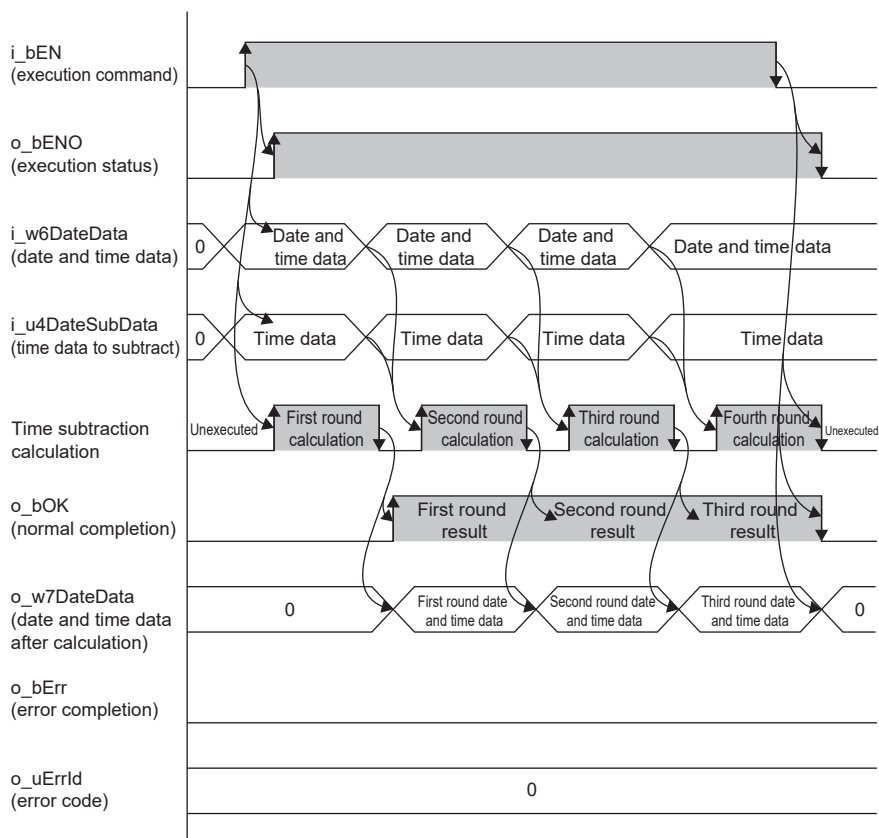 i_bEN
(execution command)
o_bENO
(execution status)
i_w6DateData
(date and time data)
0
Date and
time data
Date and
time data
Date and
time data
Date and time data
i_u4DateSubData
(time data to subtract)
0
Time data
Time data
Time data
Time data
Time subtraction
calculation
Unexecuted
First round
calculation
Second round
calculation
Third round
calculation
Fourth round
calculation
Unexecuted
o_bOK
(normal completion)
First round
result
Second round
result
Third round
result
o_w7DateData
(date and time data
after calculation)
0
First round date
and time data
Second round date
and time data
Third round date
and time data
0
o_bErr
(error completion)
o_uErrId
(error code)
0